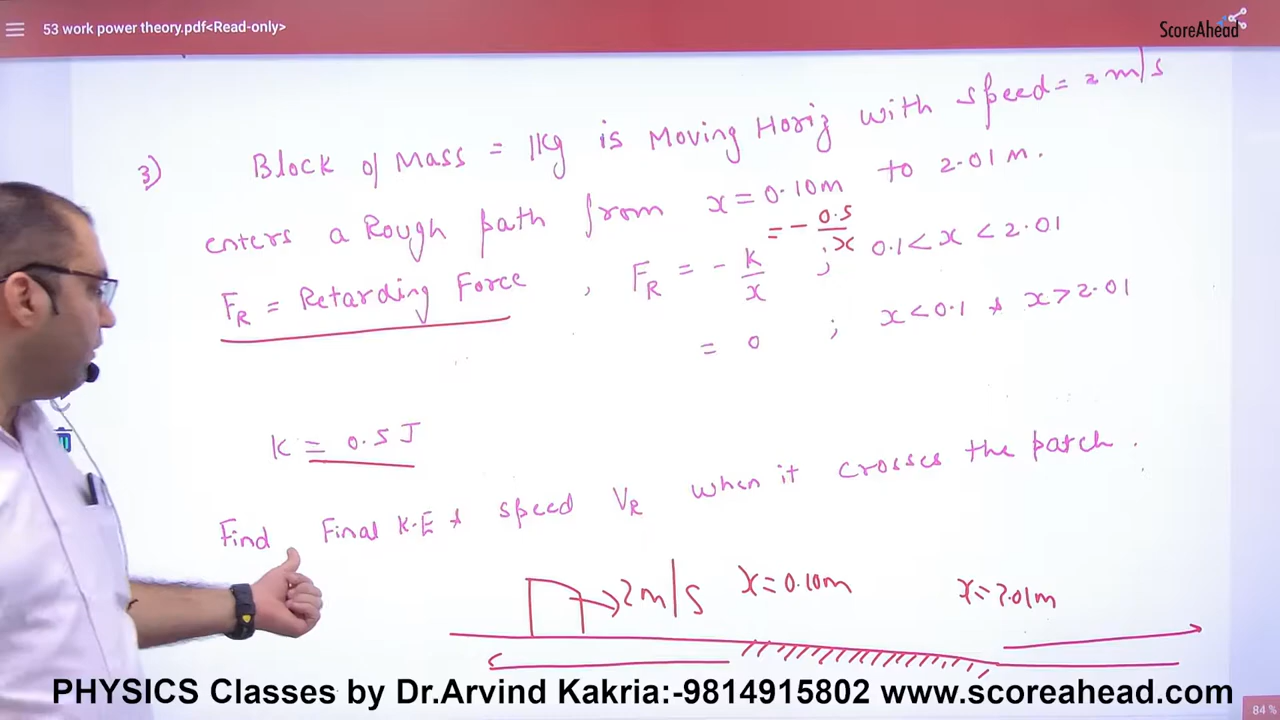 53 work power theory.pdf<Read-only>
ScoreAhead
3) Block of Mass = 1Kg is Moving Horiz with speed = 2 m/s
enters a Rough path from x = 0.10m to 2.01 m.
= - 0.5/x
F_R = Retarding Force , F_R = - k/x ; 0.1 < x < 2.01
= 0 ; x < 0.1 & x > 2.01
K = 0.5 J
Find Final K.E & speed V_R when it crosses the patch.
2m/s x = 0.10m x = 2.01m
PHYSICS Classes by Dr.Arvind Kakria:-9814915802 www.scoreahead.com
84 %